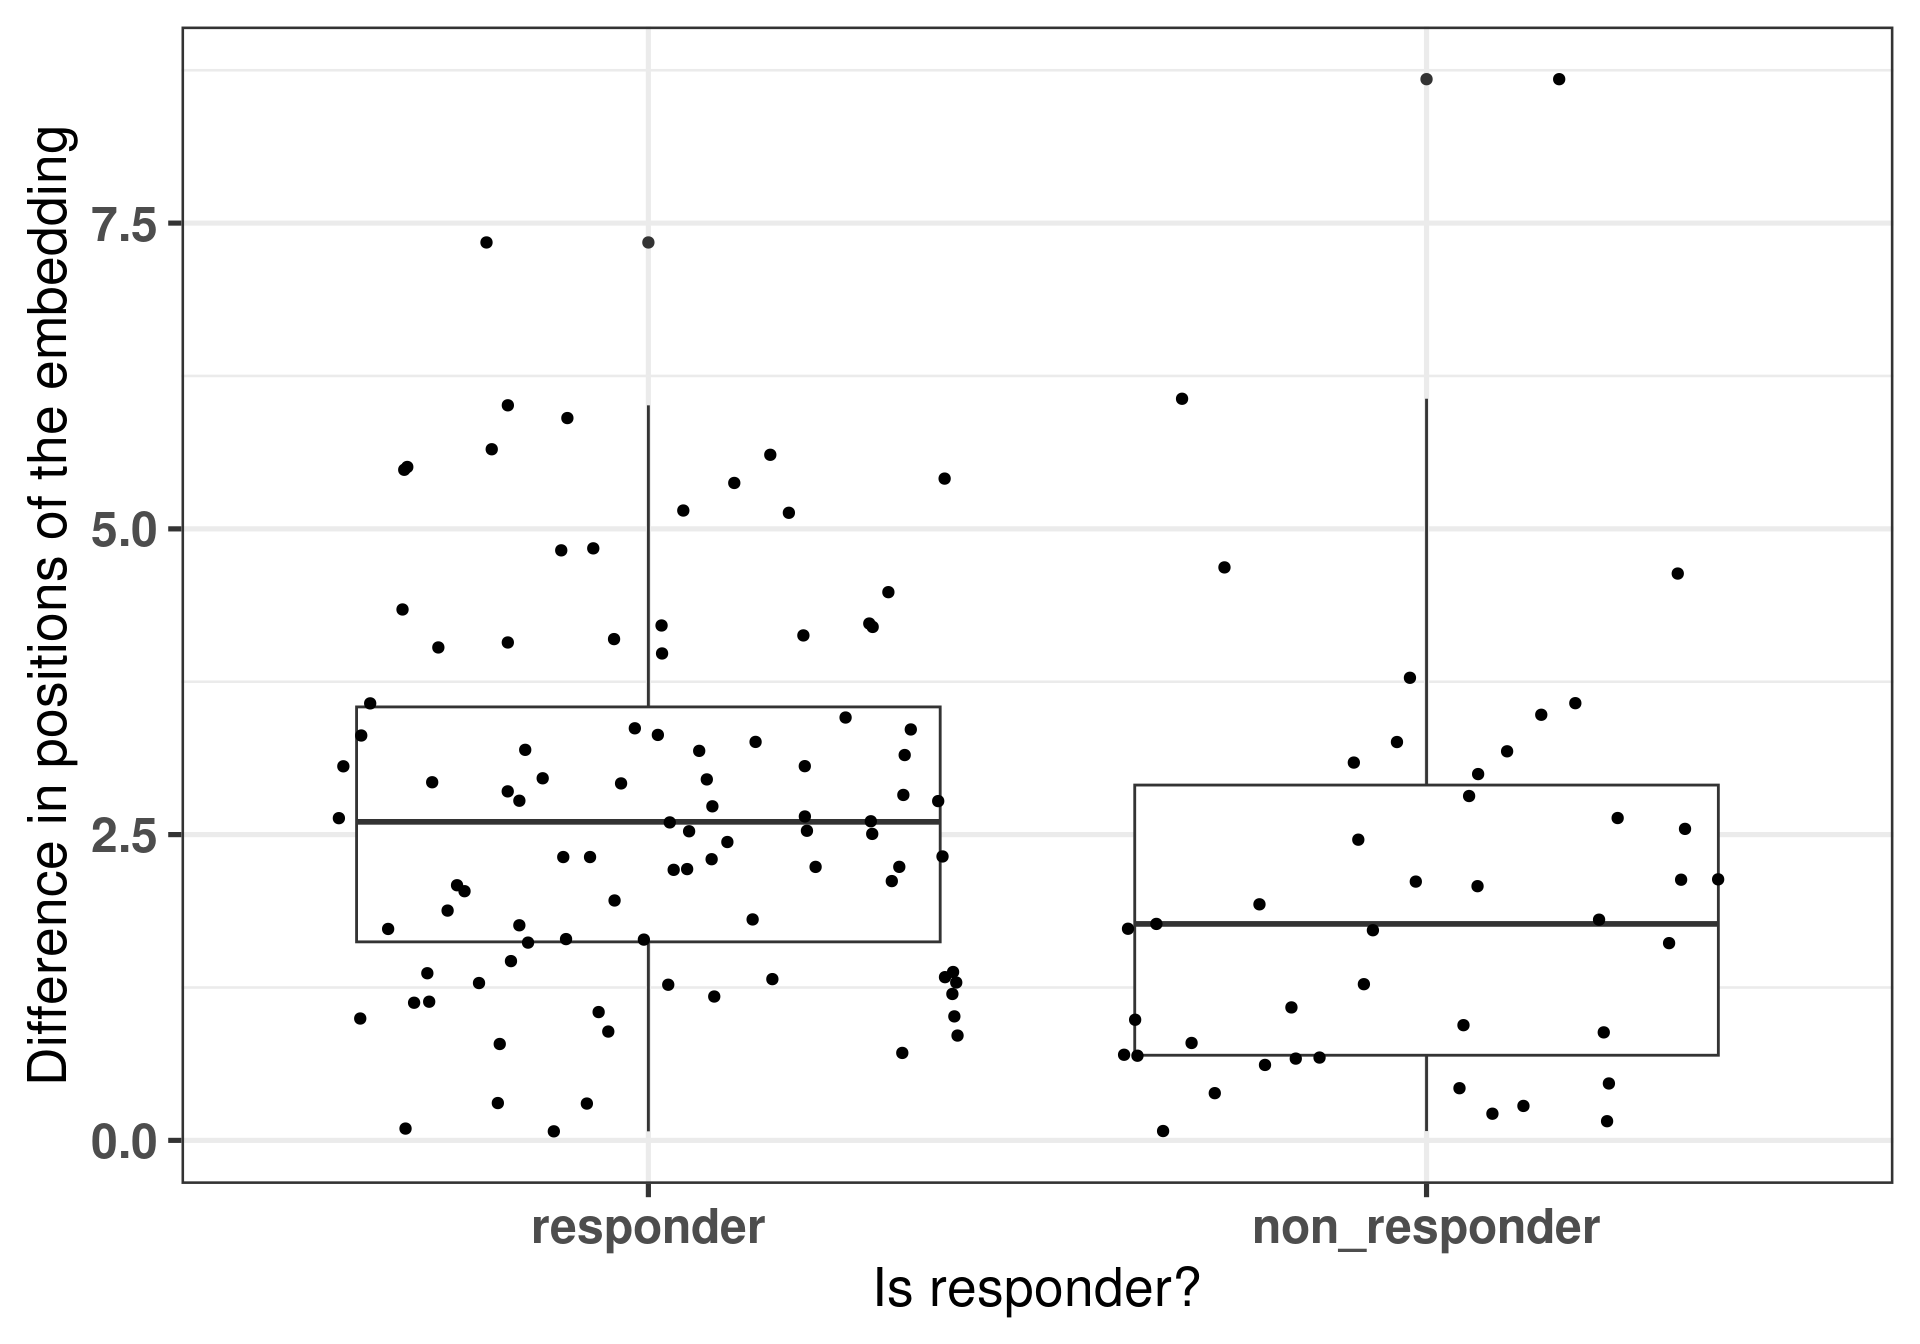 Difference in positions of the embedding
7.5
5.0
2.5
0.0
responder
non_responder
Is responder?